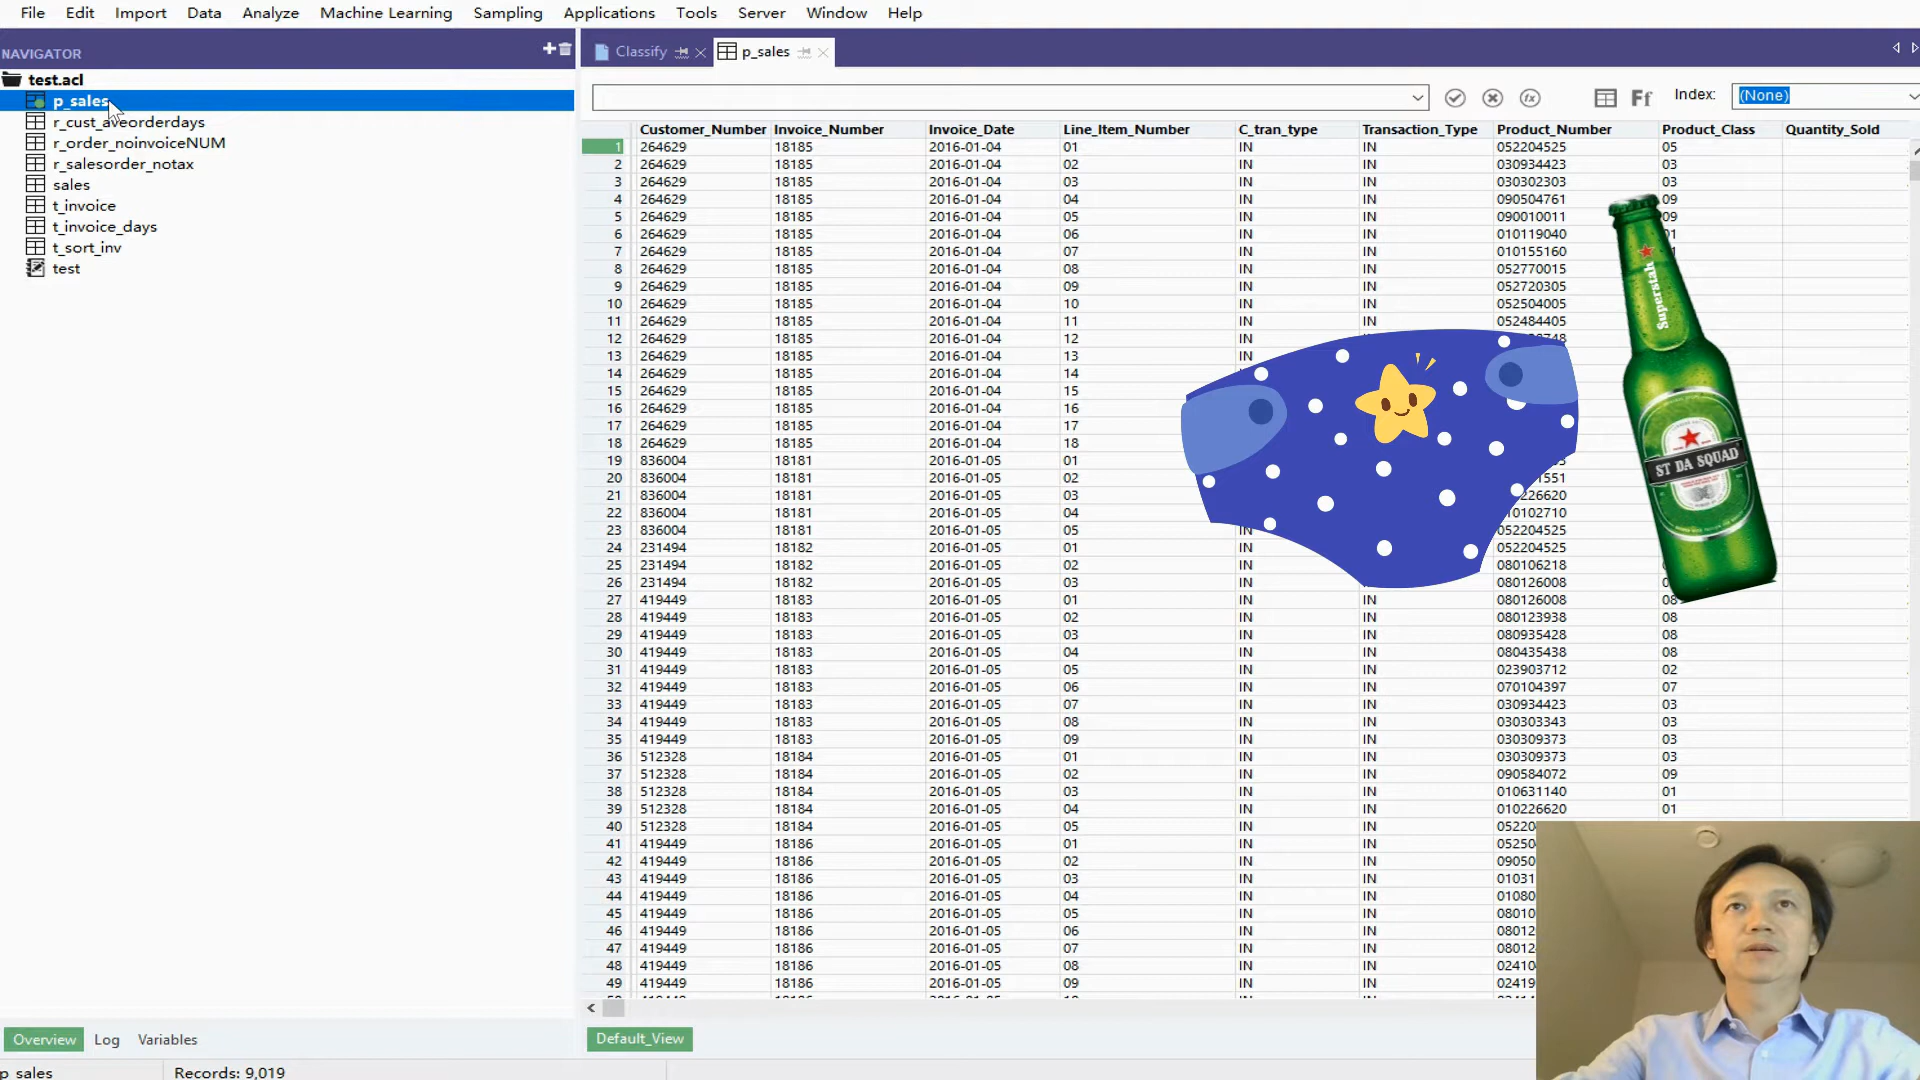 File Edit Import Data Analyze Machine Learning Sampling Applications Tools Server Window Help
NAVIGATOR
test.acl
p_sales
r_cust_aveorderdays
r_order_noinvoiceNUM
r_salesorder_notax
sales
t_invoice
t_invoice_days
t_sort_inv
test
Overview Log Variables
p_sales Records: 9,019
Classify p_sales
Index: (None)
Customer_Number Invoice_Number Invoice_Date Line_Item_Number C_tran_type Transaction_Type Product_Number Product_Class Quantity_Sold
1 264629 18185 2016-01-04 01 IN IN 052204525 05
2 264629 18185 2016-01-04 02 IN IN 030934423 03
3 264629 18185 2016-01-04 03 IN IN 030302303 03
4 264629 18185 2016-01-04 04 IN IN 090504761 09
5 264629 18185 2016-01-04 05 IN IN 090010011 09
6 264629 18185 2016-01-04 06 IN IN 010119040
7 264629 18185 2016-01-04 07 IN IN 010155160
8 264629 18185 2016-01-04 08 IN IN 052770015
9 264629 18185 2016-01-04 09 IN IN 052720305
10 264629 18185 2016-01-04 10 IN IN 052504005
11 264629 18185 2016-01-04 11 IN IN 052484405
12 264629 18185 2016-01-04 12 IN
13 264629 18185 2016-01-04 13 IN
14 264629 18185 2016-01-04 14
15 264629 18185 2016-01-04 15
16 264629 18185 2016-01-04 16
17 264629 18185 2016-01-04 17
18 264629 18185 2016-01-04 18
19 836004 18181 2016-01-05 01
20 836004 18181 2016-01-05 02
21 836004 18181 2016-01-05 03
22 836004 18181 2016-01-05 04
23 836004 18181 2016-01-05 05 IN 052204525
24 231494 18182 2016-01-05 01 IN 052204525
25 231494 18182 2016-01-05 02 IN 080106218
26 231494 18182 2016-01-05 03 IN 080126008
27 419449 18183 2016-01-05 01 IN IN 080126008 08
28 419449 18183 2016-01-05 02 IN IN 080123938 08
29 419449 18183 2016-01-05 03 IN IN 080935428 08
30 419449 18183 2016-01-05 04 IN IN 080435438 08
31 419449 18183 2016-01-05 05 IN IN 023903712 02
32 419449 18183 2016-01-05 06 IN IN 070104397 07
33 419449 18183 2016-01-05 07 IN IN 030934423 03
34 419449 18183 2016-01-05 08 IN IN 030303343 03
35 419449 18183 2016-01-05 09 IN IN 030309373 03
36 512328 18184 2016-01-05 01 IN IN 030309373 03
37 512328 18184 2016-01-05 02 IN IN 090584072 09
38 512328 18184 2016-01-05 03 IN IN 010631140 01
39 512328 18184 2016-01-05 04 IN IN 010226620 01
40 512328 18184 2016-01-05 05 IN IN 05220
41 419449 18186 2016-01-05 01 IN IN 05250
42 419449 18186 2016-01-05 02 IN IN 09050
43 419449 18186 2016-01-05 03 IN IN 01031
44 419449 18186 2016-01-05 04 IN IN 01080
45 419449 18186 2016-01-05 05 IN IN 08010
46 419449 18186 2016-01-05 06 IN IN 08012
47 419449 18186 2016-01-05 07 IN IN 08012
48 419449 18186 2016-01-05 08 IN IN 02410
49 419449 18186 2016-01-05 09 IN IN 02419
Default_View
Superstah
ST DA SQUAD